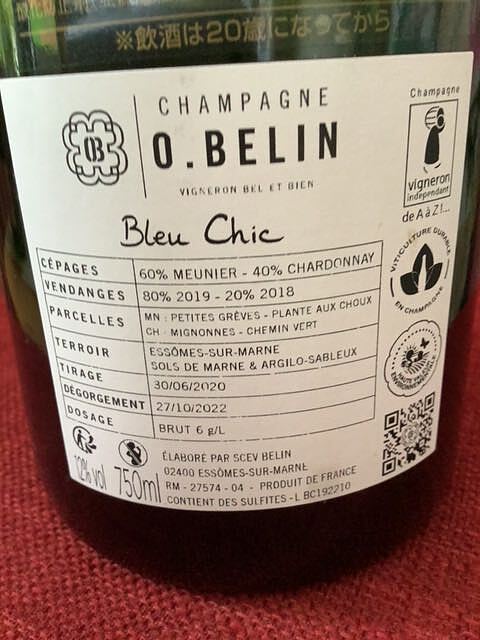 ※飲酒は20歳になってから
CHAMPAGNE
O.BELIN
OB
VIGNERON BEL ET BIEN
Champagne
vigneron
indépendant
de A à Z !...
Bleu Chic
VITICULTURE DURABLE
EN CHAMPAGNE
CÉPAGES 60% MEUNIER - 40% CHARDONNAY
VENDANGES 80% 2019 - 20% 2018
PARCELLES MN : PETITES GRÈVES - PLANTE AUX CHOUX
CH : MIGNONNES - CHEMIN VERT
TERROIR ESSÔMES-SUR-MARNE
SOLS DE MARNE & ARGILO-SABLEUX
TIRAGE 30/06/2020
DÉGORGEMENT 27/10/2022
DOSAGE BRUT 6 g/L
HAUTE VALEUR
ENVIRONNEMENTALE
12% vol 750ml
ÉLABORÉ PAR SCEV BELIN
02400 ESSÔMES-SUR-MARNE
RM - 27574 - 04 - PRODUIT DE FRANCE
CONTIENT DES SULFITES - L BC192210